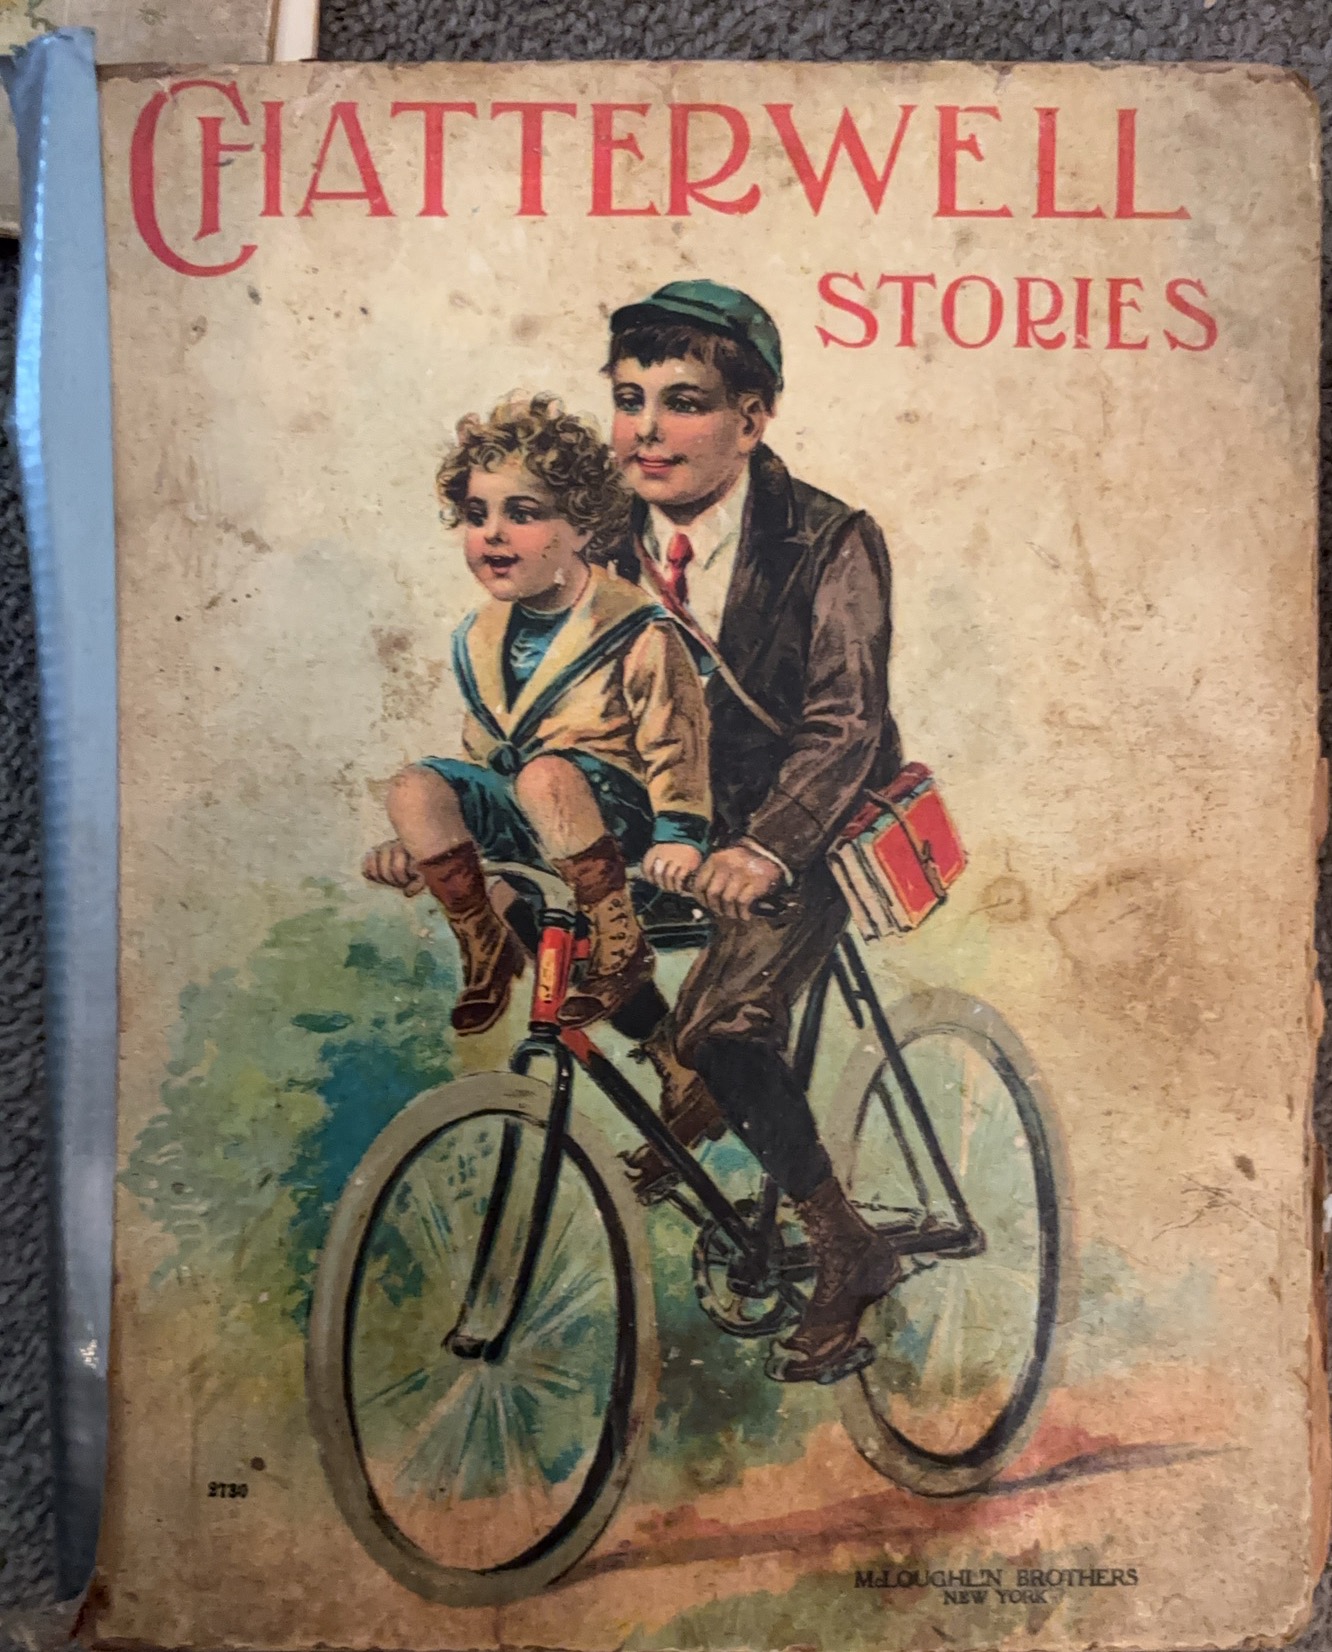 CHATTERWELL
STORIES
2730
McLOUGHLIN BROTHERS
NEW YORK